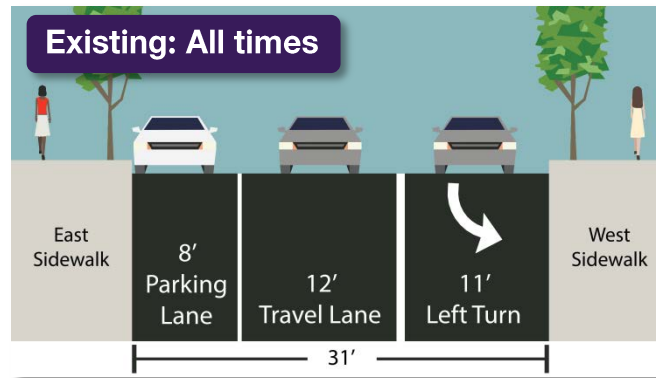 Existing: All times
East
Sidewalk
8’
Parking
Lane
12’
Travel Lane
11’
Left Turn
West
Sidewalk
31’